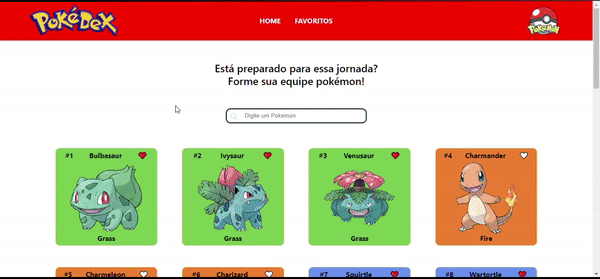 PokéDex
HOME FAVORITOS
Pokémon
Está preparado para essa jornada?
Forme sua equipe pokémon!
Digite um Pokemon
#1 Bulbasaur
Grass
#2 Ivysaur
Grass
#3 Venusaur
Grass
#4 Charmander
Fire
#5 Charmeleon
#6 Charizard
#7 Squirtle
#8 Wartortle